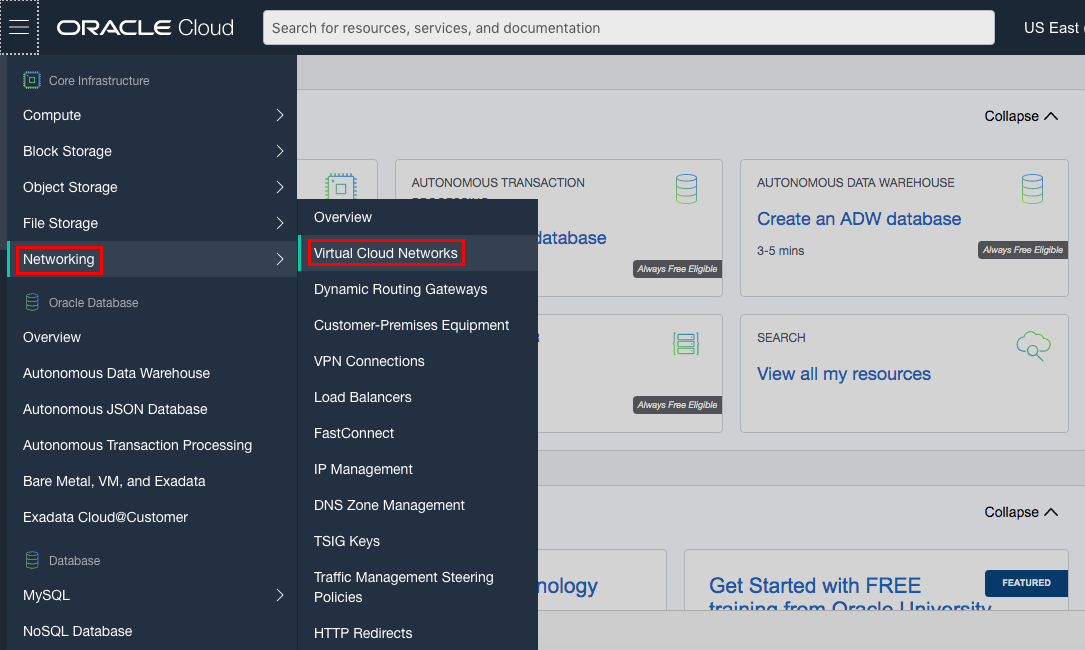 ORACLE Cloud
Search for resources, services, and documentation
US East
Core Infrastructure
Compute
Block Storage
Object Storage
File Storage
Networking
Oracle Database
Overview
Autonomous Data Warehouse
Autonomous JSON Database
Autonomous Transaction Processing
Bare Metal, VM, and Exadata
Exadata Cloud@Customer
Database
MySQL
NoSQL Database
Overview
Virtual Cloud Networks
Dynamic Routing Gateways
Customer-Premises Equipment
VPN Connections
Load Balancers
FastConnect
IP Management
DNS Zone Management
TSIG Keys
Traffic Management Steering
Policies
HTTP Redirects
Collapse
AUTONOMOUS TRANSACTION
PROCESSING
database
Always Free Eligible
AUTONOMOUS DATA WAREHOUSE
Create an ADW database
3-5 mins
Always Free Eligible
Always Free Eligible
SEARCH
View all my resources
Collapse
nology
Get Started with FREE
training from Oracle University
FEATURED